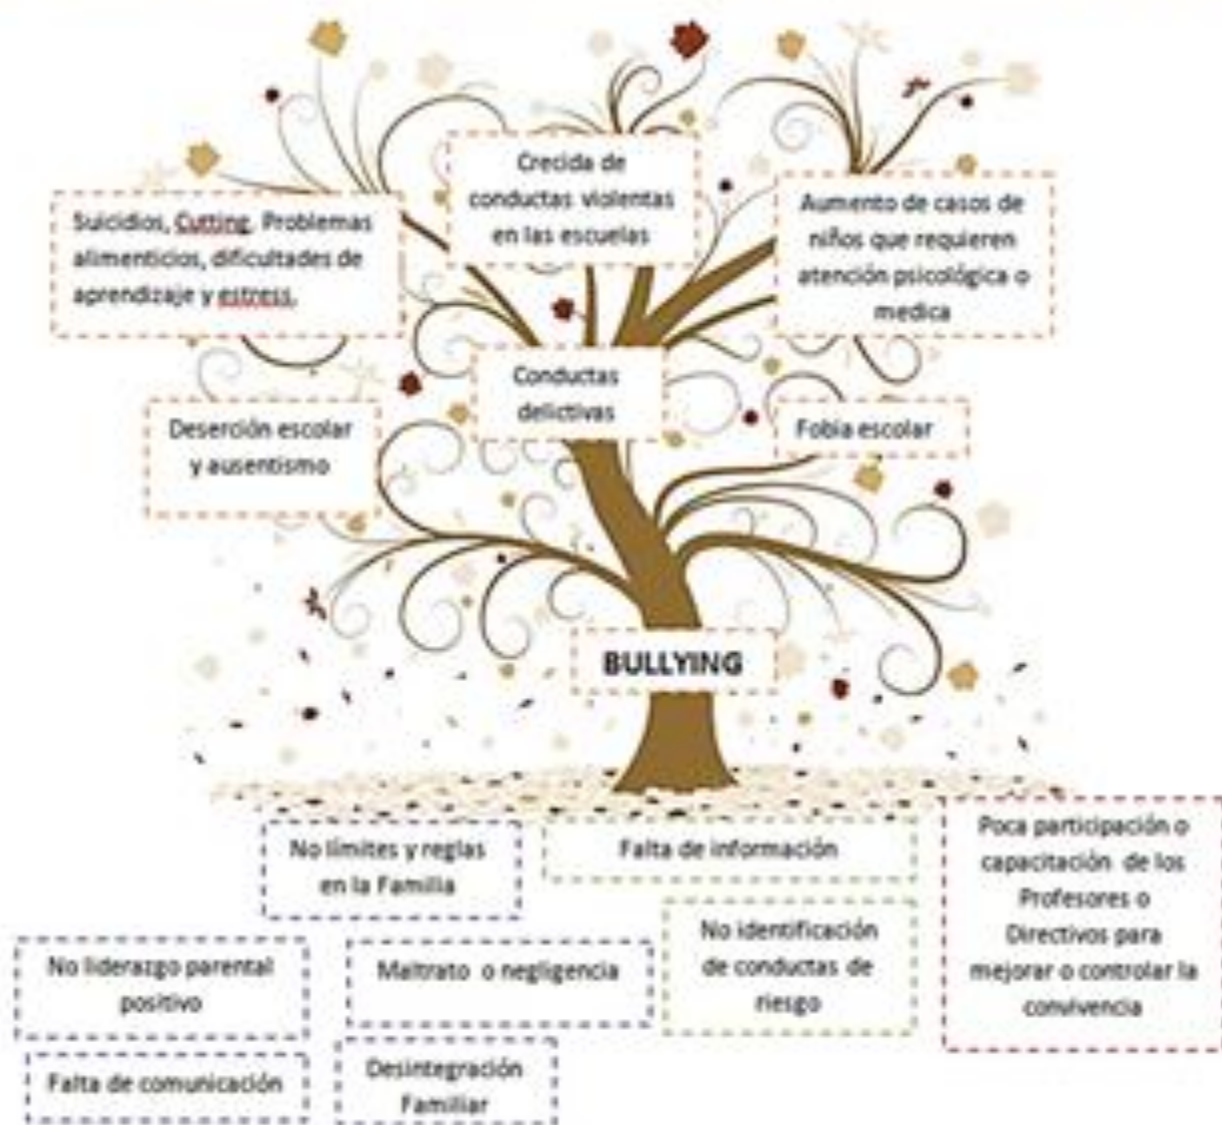 Crecida de
conductas violentas
en las escuelas
Suicidios, Cutting. Problemas
alimenticios, dificultades de
aprendizaje y estress.
Aumento de casos de
niños que requieren
atención psicológica o
medica
Conductas
delictivas
Deserción escolar
y ausentismo
Fobia escolar
BULLYING
No límites y reglas
en la Familia
Falta de información
Poca participación o
capacitación de los
Profesores o
Directivos para
mejorar o controlar la
convivencia
No identificación
de conductas de
riesgo
No liderazgo parental
positivo
Maltrato o negligencia
Falta de comunicación
Desintegración
Familiar